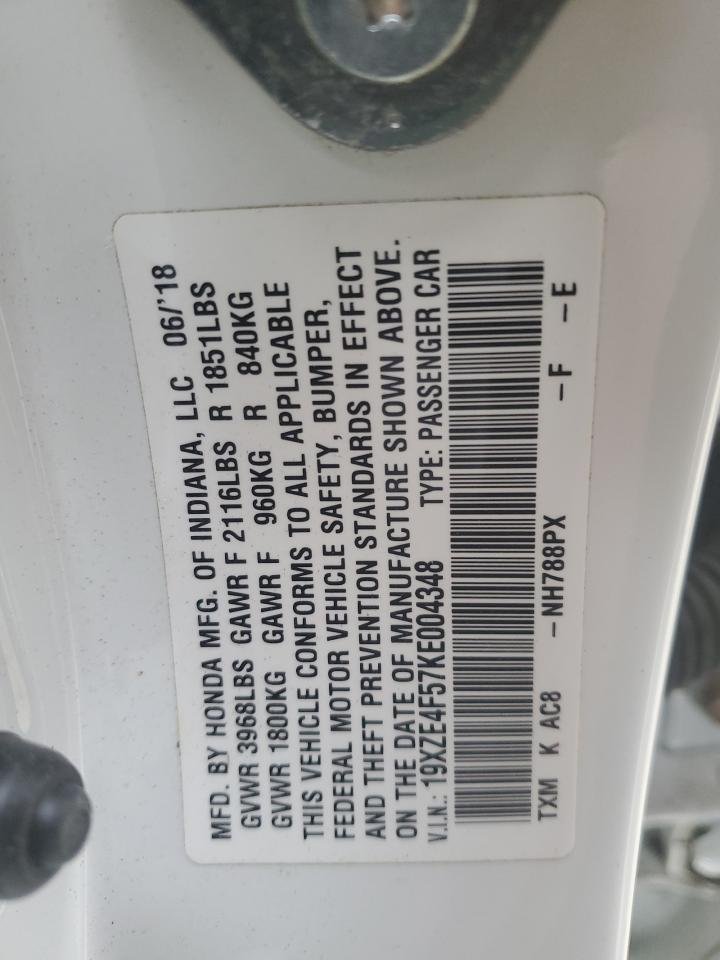 MFD. BY HONDA MFG. OF INDIANA, LLC 06/'18
GVWR 3968LBS GAWR F 2116LBS R 1851LBS
GVWR 1800KG GAWR F 960KG R 840KG
THIS VEHICLE CONFORMS TO ALL APPLICABLE
FEDERAL MOTOR VEHICLE SAFETY, BUMPER,
AND THEFT PREVENTION STANDARDS IN EFFECT
ON THE DATE OF MANUFACTURE SHOWN ABOVE.
V.I.N.: 19XZE4F57KE004348 TYPE: PASSENGER CAR
TXM K AC8 -NH788PX -F -E